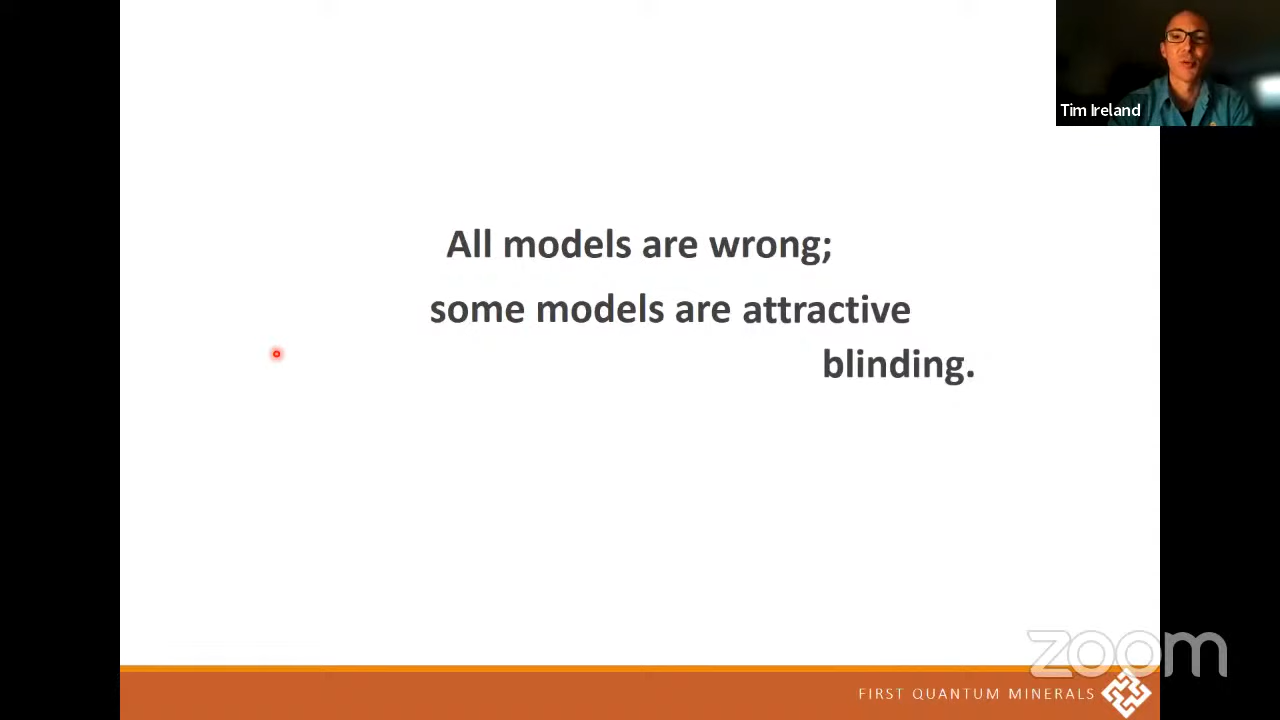 Tim Ireland
All models are wrong;
some models are attractive
blinding.
zoom
FIRST QUANTUM MINERALS